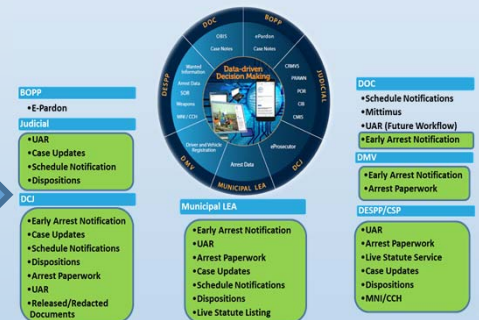 DOC
BOPP
JUDICIAL
DCJ
MUNICIPAL LEA
DMV
DESPP
OBIS
Case Notes
ePardon
Case Notes
CRMVS
PRAWN
POR
CIB
CMIS
eProsecutor
Arrest Data
Driver and Vehicle
Registration
Wanted
Information
Arrest Data
SOR
Weapons
MNI / CCH
Data-driven
Decision Making
BOPP
•E-Pardon
Judicial
•UAR
•Case Updates
•Schedule Notification
•Dispositions
DCJ
•Early Arrest Notification
•Case Updates
•Schedule Notifications
•Dispositions
•Arrest Paperwork
•UAR
•Released/Redacted
Documents
Municipal LEA
•Early Arrest Notification
•UAR
•Arrest Paperwork
•Case Updates
•Schedule Notifications
•Dispositions
•Live Statute Listing
DOC
•Schedule Notifications
•Mittimus
•UAR (Future Workflow)
•Early Arrest Notification
DMV
•Early Arrest Notification
•Arrest Paperwork
DESPP/CSP
•UAR
•Arrest Paperwork
•Live Statute Service
•Case Updates
•Dispositions
•MNI/CCH